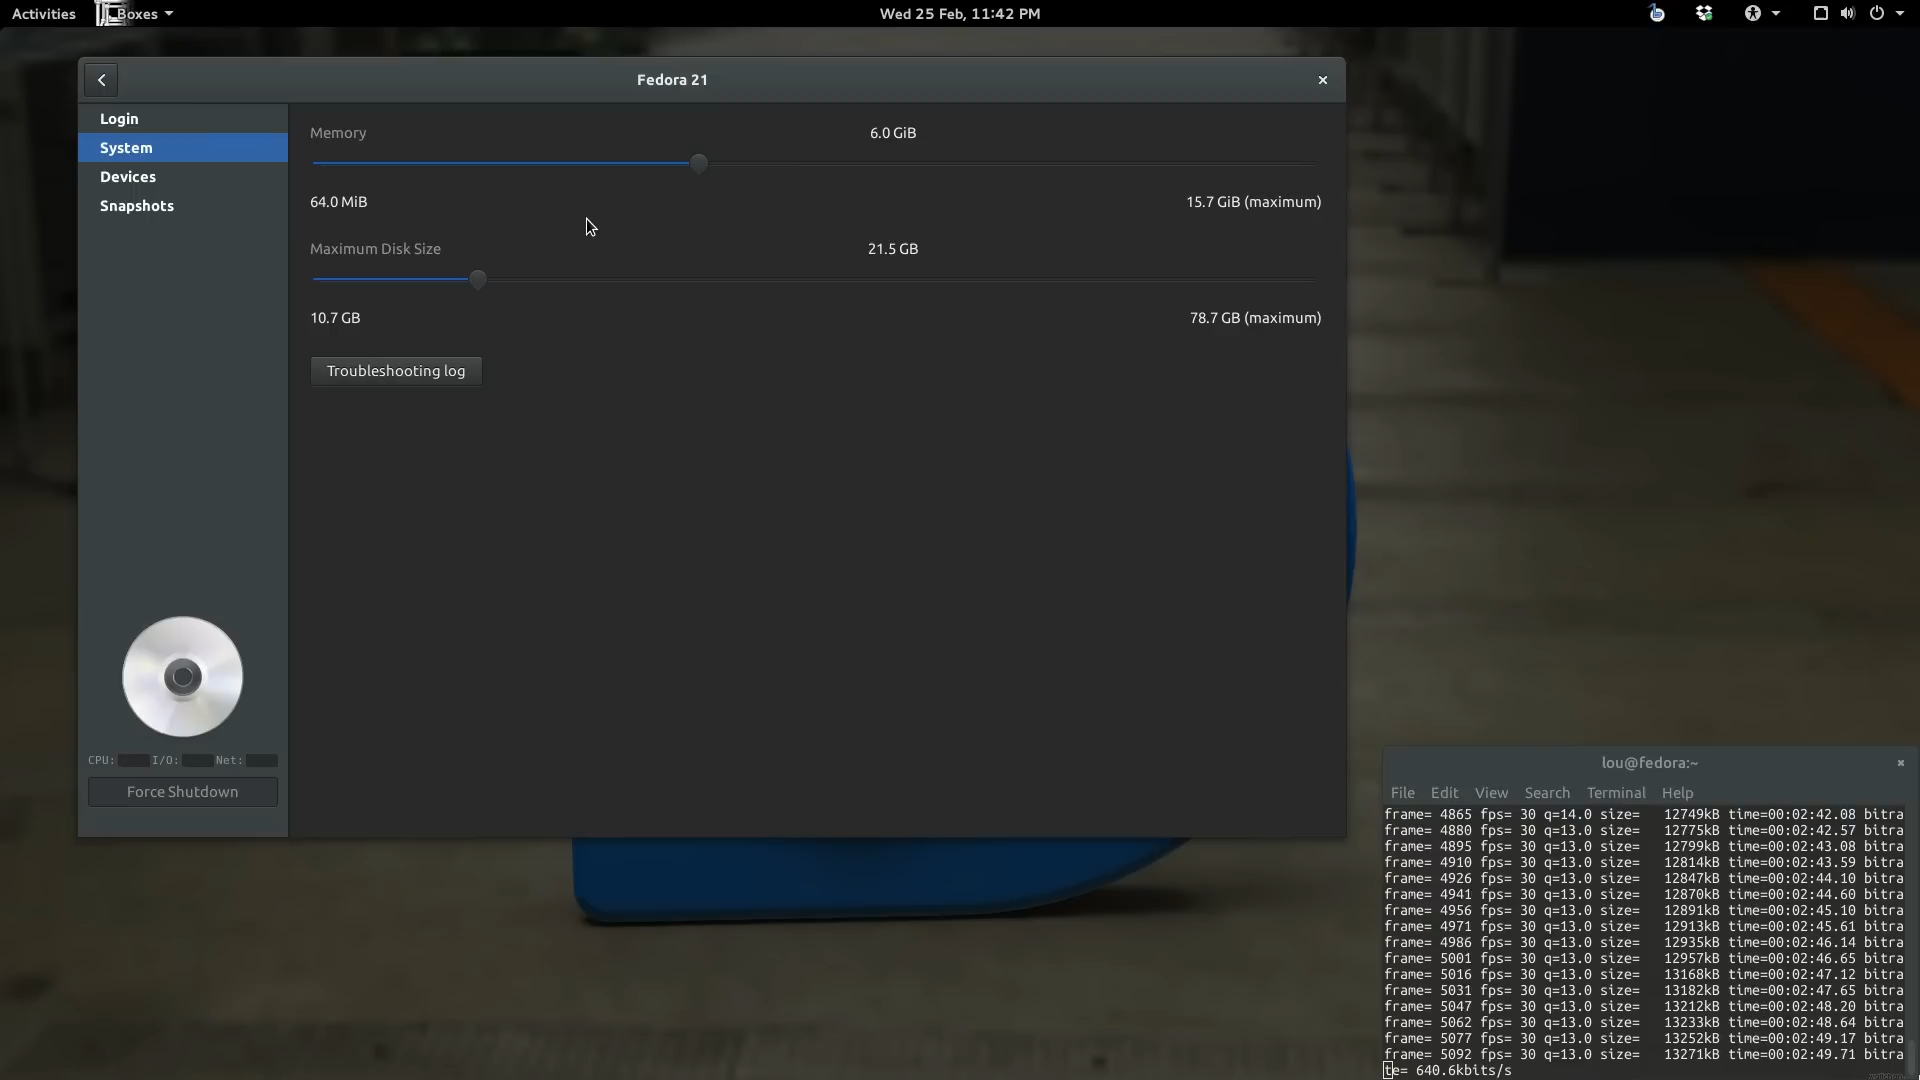 Activities Boxes Wed 25 Feb, 11:42 PM
Fedora 21
Login
System
Devices
Snapshots
Memory 6.0 GiB
64.0 MiB 15.7 GiB (maximum)
Maximum Disk Size 21.5 GB
10.7 GB 78.7 GB (maximum)
Troubleshooting log
CPU: I/O: Net:
Force Shutdown
lou@fedora:~
File Edit View Search Terminal Help
frame= 4865 fps= 30 q=14.0 size= 12749kB time=00:02:42.08 bitra
frame= 4880 fps= 30 q=13.0 size= 12775kB time=00:02:42.57 bitra
frame= 4895 fps= 30 q=13.0 size= 12799kB time=00:02:43.08 bitra
frame= 4910 fps= 30 q=13.0 size= 12814kB time=00:02:43.59 bitra
frame= 4926 fps= 30 q=13.0 size= 12847kB time=00:02:44.10 bitra
frame= 4941 fps= 30 q=13.0 size= 12870kB time=00:02:44.60 bitra
frame= 4956 fps= 30 q=13.0 size= 12891kB time=00:02:45.10 bitra
frame= 4971 fps= 30 q=13.0 size= 12913kB time=00:02:45.61 bitra
frame= 4986 fps= 30 q=13.0 size= 12935kB time=00:02:46.14 bitra
frame= 5001 fps= 30 q=13.0 size= 12957kB time=00:02:46.65 bitra
frame= 5016 fps= 30 q=13.0 size= 13168kB time=00:02:47.12 bitra
frame= 5031 fps= 30 q=13.0 size= 13182kB time=00:02:47.65 bitra
frame= 5047 fps= 30 q=13.0 size= 13212kB time=00:02:48.20 bitra
frame= 5062 fps= 30 q=13.0 size= 13233kB time=00:02:48.64 bitra
frame= 5077 fps= 30 q=13.0 size= 13252kB time=00:02:49.17 bitra
frame= 5092 fps= 30 q=13.0 size= 13271kB time=00:02:49.71 bitra
te= 640.6kbits/s